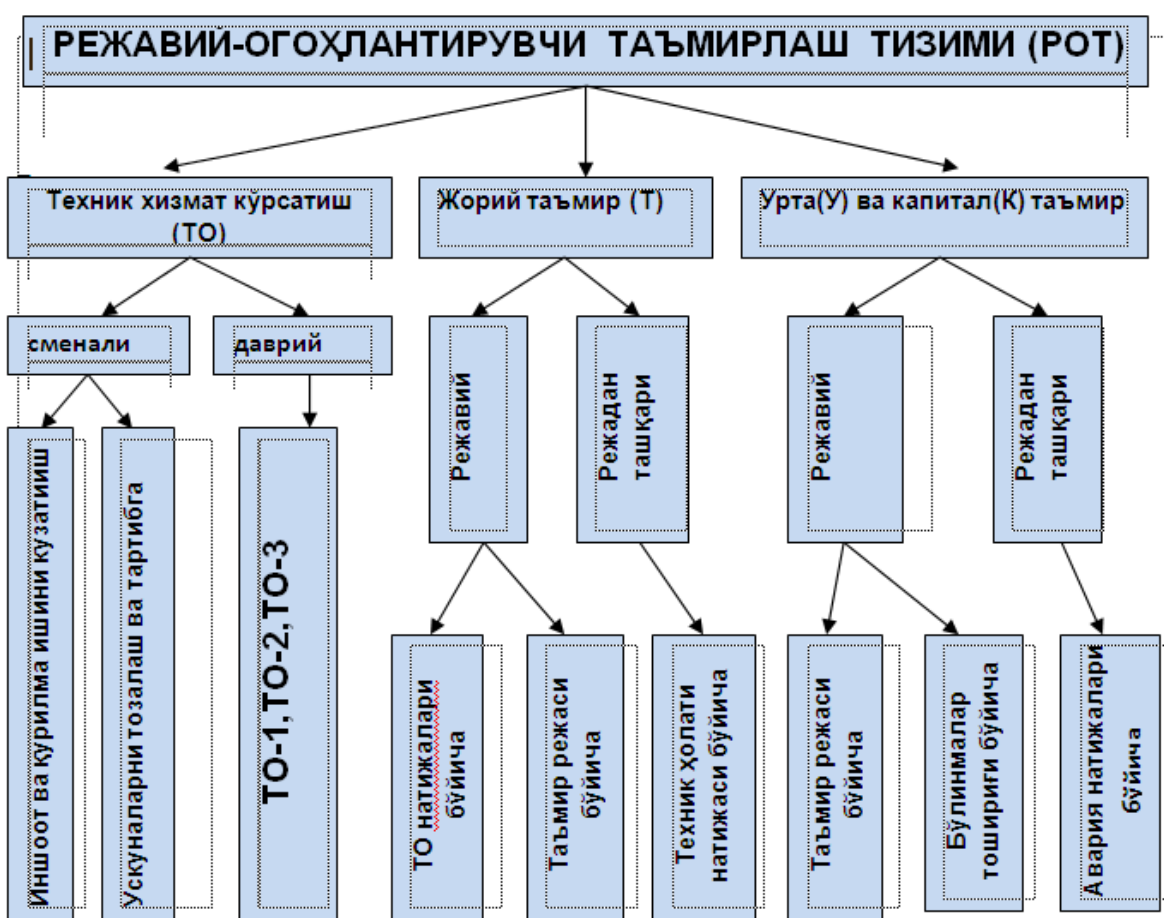 РЕЖАВИЙ-ОГОҲЛАНТИРУВЧИ ТАЪМИРЛАШ ТИЗИМИ (РОТ)
Техник хизмат кўрсатиш
(ТО)
Жорий таъмир (Т)
Урта(У) ва капитал(К) таъмир
сменали
даврий
Режавий
Режадан
ташқари
Режавий
Режадан
ташқари
Иншоот ва қурилма ишини кузатииш
Ускуналарни тозалаш ва тартибга
ТО-1,ТО-2,ТО-3
ТО натижалари
бўйича
Таъмир режаси
бўйича
Техник ҳолати
натижаси бўйича
Таъмир режаси
бўйича
Бўлинмалар
тошириғи бўйича
Авария натижалари
бўйича